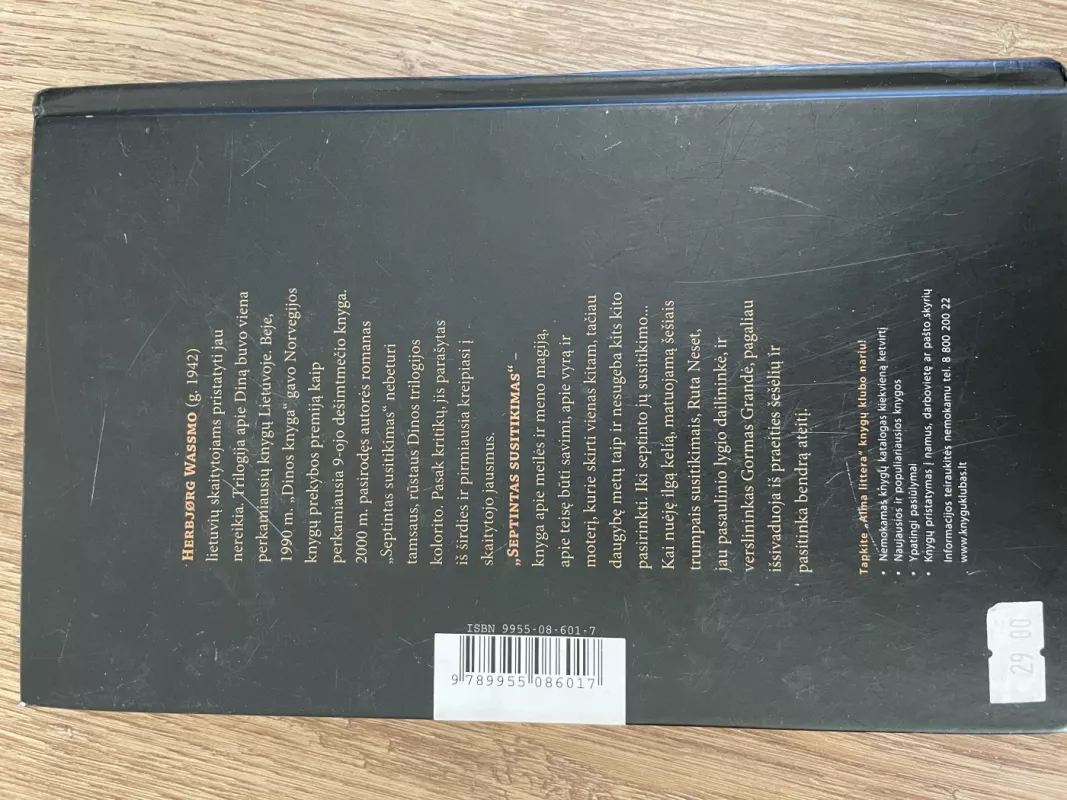 HERBJØRG WASSMO (g. 1942)
lietuvių skaitytojams pristatyti jau
nereikia. Trilogija apie Diną buvo viena
perkamiausių knygų Lietuvoje. Beje,
1990 m. „Dinos knyga“ gavo Norvegijos
knygų prekybos premiją kaip
perkamiausia 9-ojo dešimtmečio knyga.
2000 m. pasirodęs autorės romanas
„Septintas susitikimas“ nebeturi
tamsaus, rūstaus Dinos trilogijos
kolorito. Pasak kritikų, jis parašytas
iš širdies ir pirmiausia kreipiasi į
skaitytojo jausmus.
„SEPTINTAS SUSITIKIMAS“ –
knyga apie meilės ir meno magiją,
apie teisę būti savimi, apie vyrą ir
moterį, kurie skirti vienas kitam, tačiau
daugybę metų taip ir nesugeba kits kito
pasirinkti. Iki septinto jų susitikimo...
Kai nuėję ilgą kelią, matuojamą šešiais
trumpais susitikimais, Ruta Neset,
jau pasaulinio lygio dailininkė, ir
verslininkas Gormas Grandė, pagaliau
išsivaduoja iš praeities šešėlių ir
pasitinka bendrą ateitį.
Tapkite „Alma littera“ knygų klubo nariu!
• Nemokamas knygų katalogas kiekvieną ketvirtį
• Naujausios ir populiariausios knygos
• Ypatingi pasiūlymai
• Knygų pristatymas į namus, darbovietę ar pašto skyrių
Informacijos teiraukitės nemokamu tel. 8 800 200 22
www.knyguklubas.lt
ISBN 9955-08-601-7
9 789955 086017
29 00